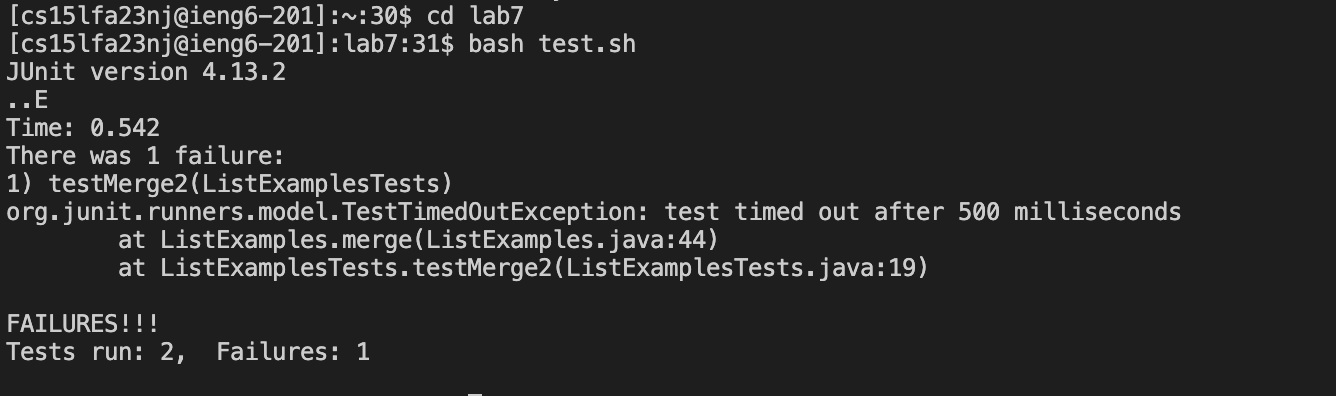 [cs15lfa23nj@ieng6-201]:~:30$ cd lab7
[cs15lfa23nj@ieng6-201]:lab7:31$ bash test.sh
JUnit version 4.13.2
..E
Time: 0.542
There was 1 failure:
1) testMerge2(ListExamplesTests)
org.junit.runners.model.TestTimedOutException: test timed out after 500 milliseconds
        at ListExamples.merge(ListExamples.java:44)
        at ListExamplesTests.testMerge2(ListExamplesTests.java:19)

FAILURES!!!
Tests run: 2,  Failures: 1